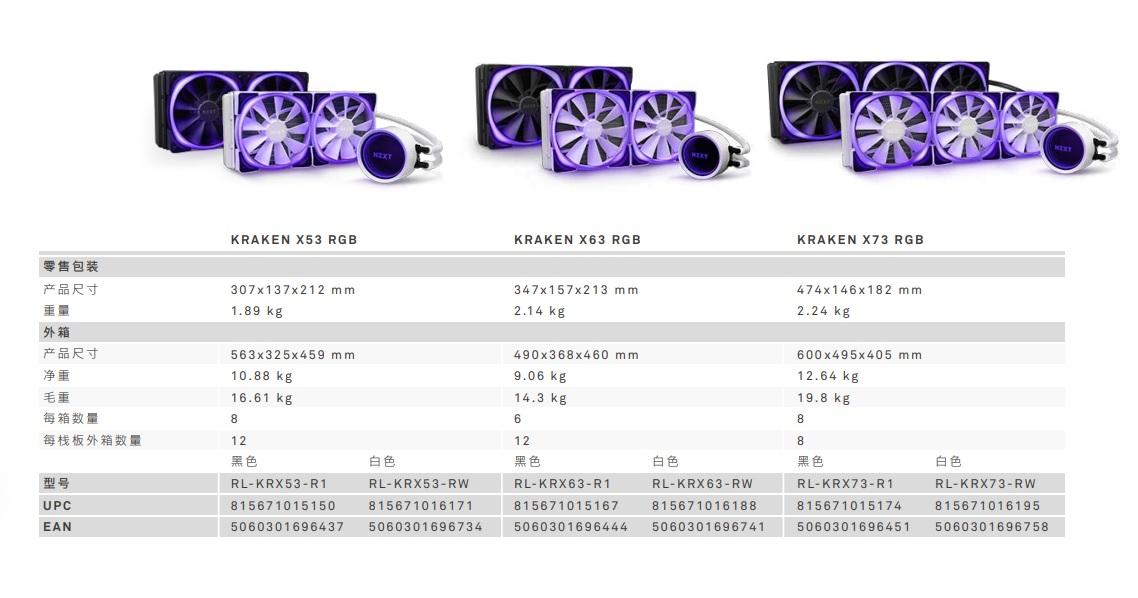 NZXT NZXT NZXT
KRAKEN X53 RGB KRAKEN X63 RGB KRAKEN X73 RGB
零售包装
产品尺寸 307x137x212 mm 347x157x213 mm 474x146x182 mm
重量 1.89 kg 2.14 kg 2.24 kg
外箱
产品尺寸 563x325x459 mm 490x368x460 mm 600x495x405 mm
净重 10.88 kg 9.06 kg 12.64 kg
毛重 16.61 kg 14.3 kg 19.8 kg
每箱数量 8 6 8
每栈板外箱数量 12 12 8
黑色 白色 黑色 白色 黑色 白色
型号 RL-KRX53-R1 RL-KRX53-RW RL-KRX63-R1 RL-KRX63-RW RL-KRX73-R1 RL-KRX73-RW
UPC 815671015150 815671016171 815671015167 815671016188 815671015174 815671016195
EAN 5060301696437 5060301696734 5060301696444 5060301696741 5060301696451 5060301696758